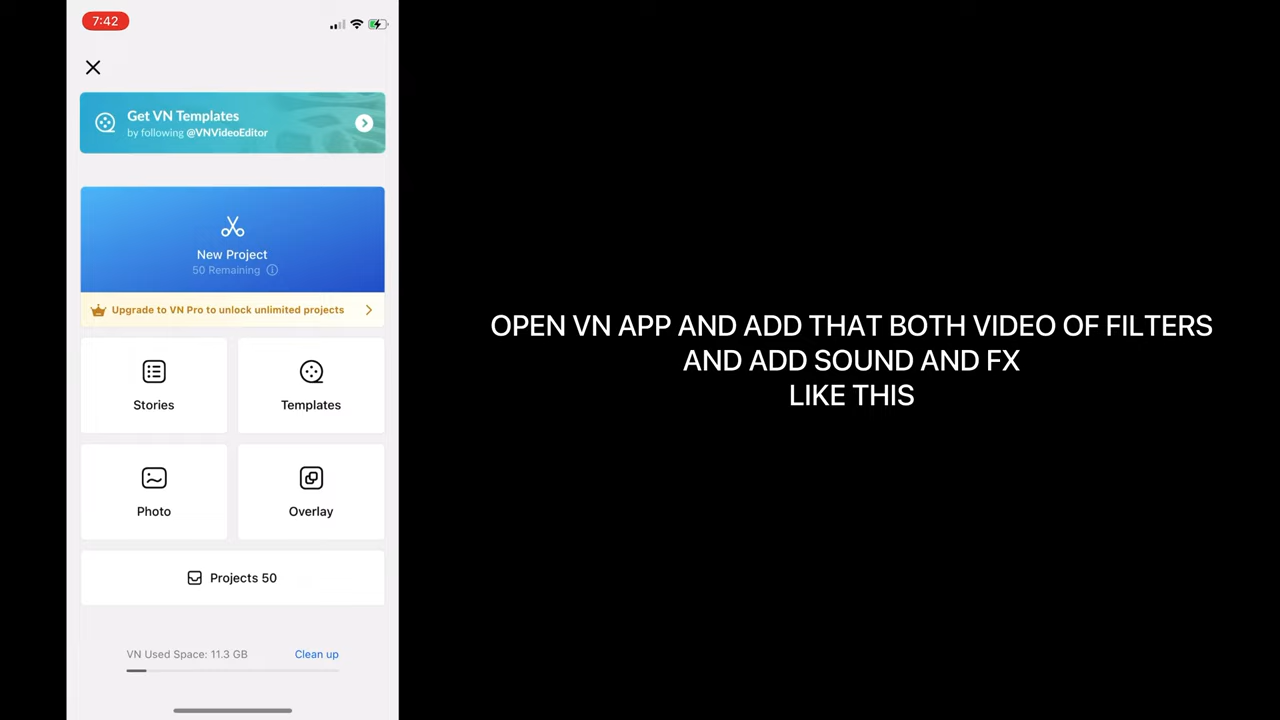 7:42
Get VN Templates
by following @VNVideoEditor
New Project
50 Remaining
Upgrade to VN Pro to unlock unlimited projects
Stories
Templates
Photo
Overlay
Projects 50
VN Used Space: 11.3 GB
Clean up
OPEN VN APP AND ADD THAT BOTH VIDEO OF FILTERS
AND ADD SOUND AND FX
LIKE THIS